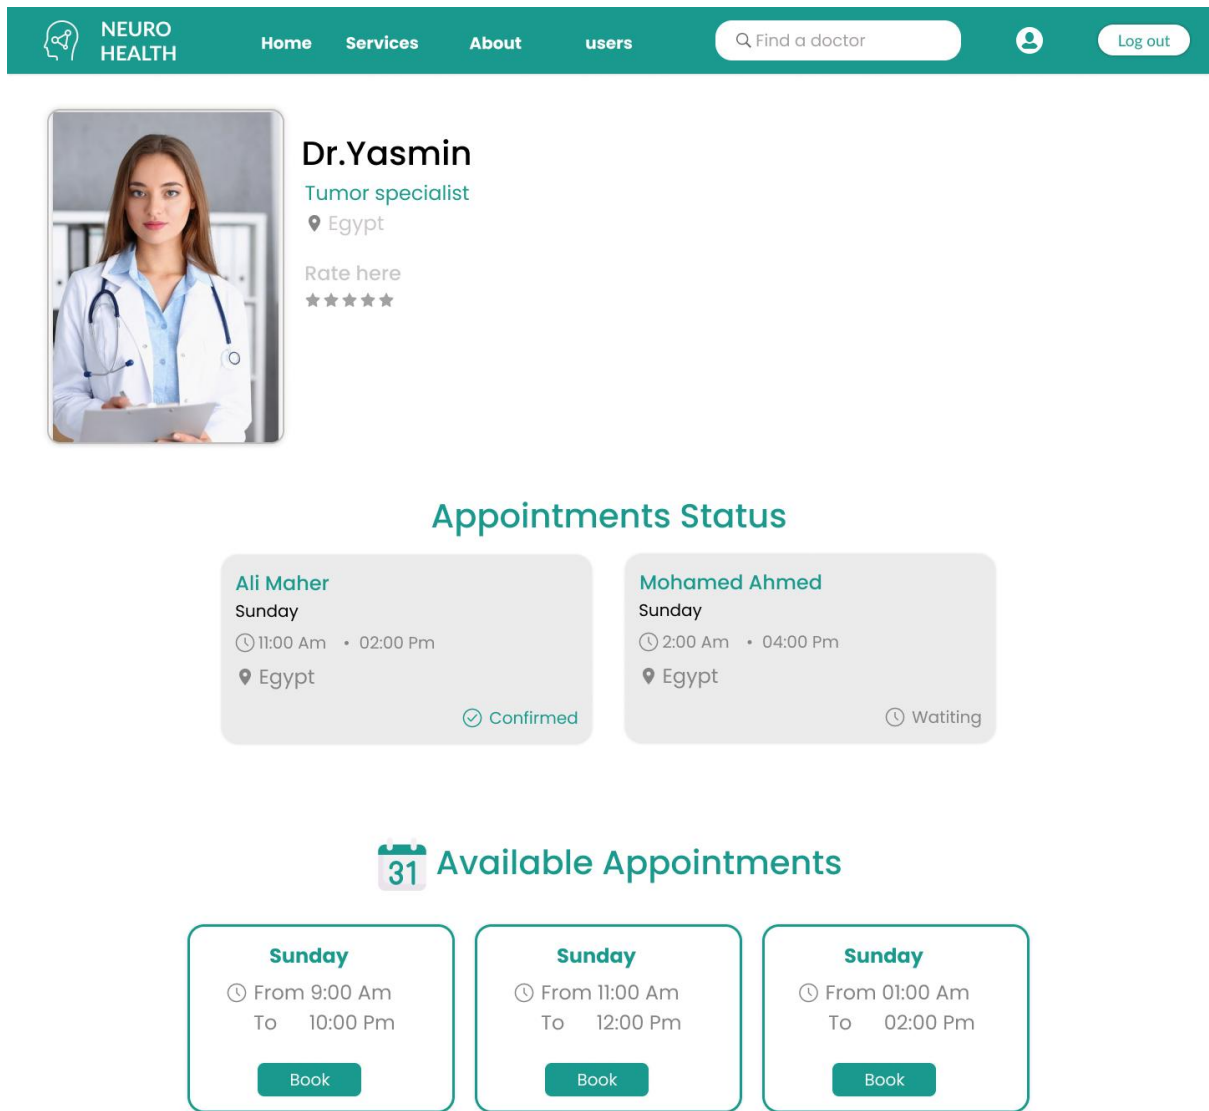 NEURO
HEALTH
Home Services About users Find a doctor Log out
Dr.Yasmin
Tumor specialist
Egypt
Rate here
Appointments Status
Ali Maher
Sunday
11:00 Am • 02:00 Pm
Egypt
Confirmed
Mohamed Ahmed
Sunday
2:00 Am • 04:00 Pm
Egypt
Watiting
31 Available Appointments
Sunday
From 9:00 Am
To 10:00 Pm
Book
Sunday
From 11:00 Am
To 12:00 Pm
Book
Sunday
From 01:00 Am
To 02:00 Pm
Book